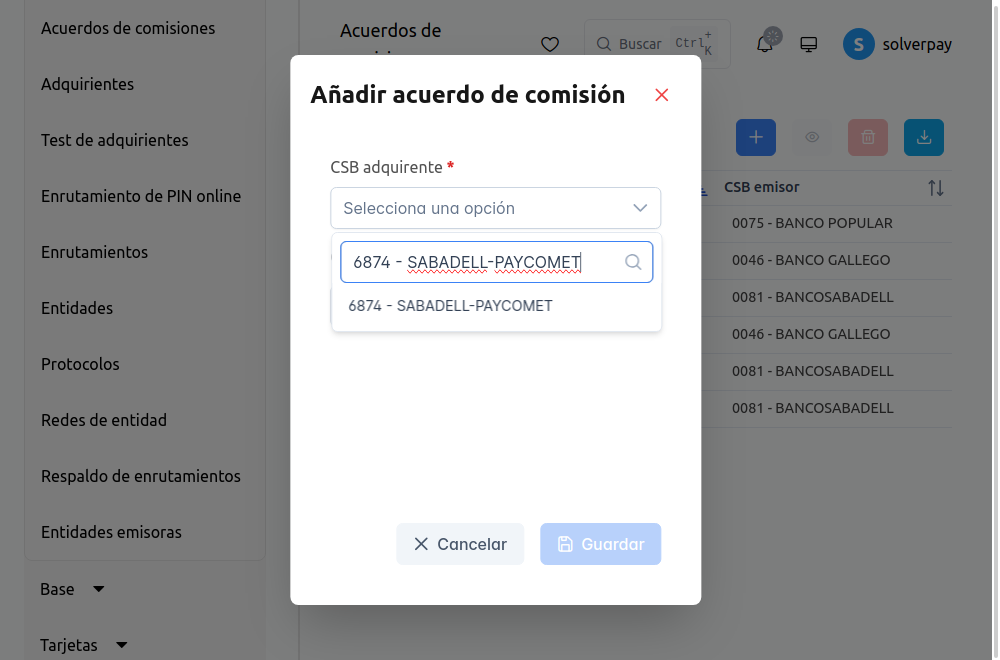 Acuerdos de comisiones
Adquirientes
Test de adquirientes
Enrutamiento de PIN online
Enrutamientos
Entidades
Protocolos
Redes de entidad
Respaldo de enrutamientos
Entidades emisoras
Base
Tarjetas
Acuerdos de
Buscar
Ctrl+K
S
solverpay
CSB emisor
0075 - BANCO POPULAR
0046 - BANCO GALLEGO
0081 - BANCOSABADELL
0046 - BANCO GALLEGO
0081 - BANCOSABADELL
0081 - BANCOSABADELL
Añadir acuerdo de comisión
CSB adquirente *
Selecciona una opción
6874 - SABADELL-PAYCOMET
6874 - SABADELL-PAYCOMET
Cancelar
Guardar